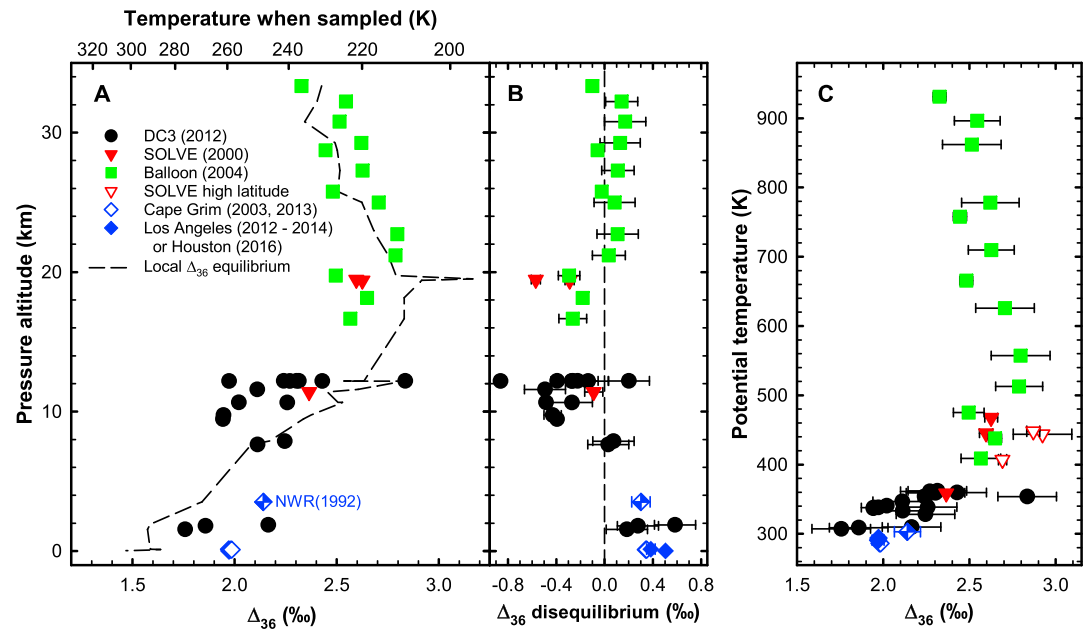 Temperature when sampled (K)
320 300 280 260 240 220 200
A
B
C
DC3 (2012)
SOLVE (2000)
Balloon (2004)
SOLVE high latitude
Cape Grim (2003, 2013)
Los Angeles (2012 - 2014)
or Houston (2016)
Local Δ36 equilibrium
NWR(1992)
Pressure altitude (km)
30
20
10
0
1.5 2.0 2.5 3.0
Δ36 (‰)
-0.8 -0.4 0.0 0.4 0.8
Δ36 disequilibrium (‰)
Potential temperature (K)
900
800
700
600
500
400
300
1.5 2.0 2.5 3.0
Δ36 (‰)